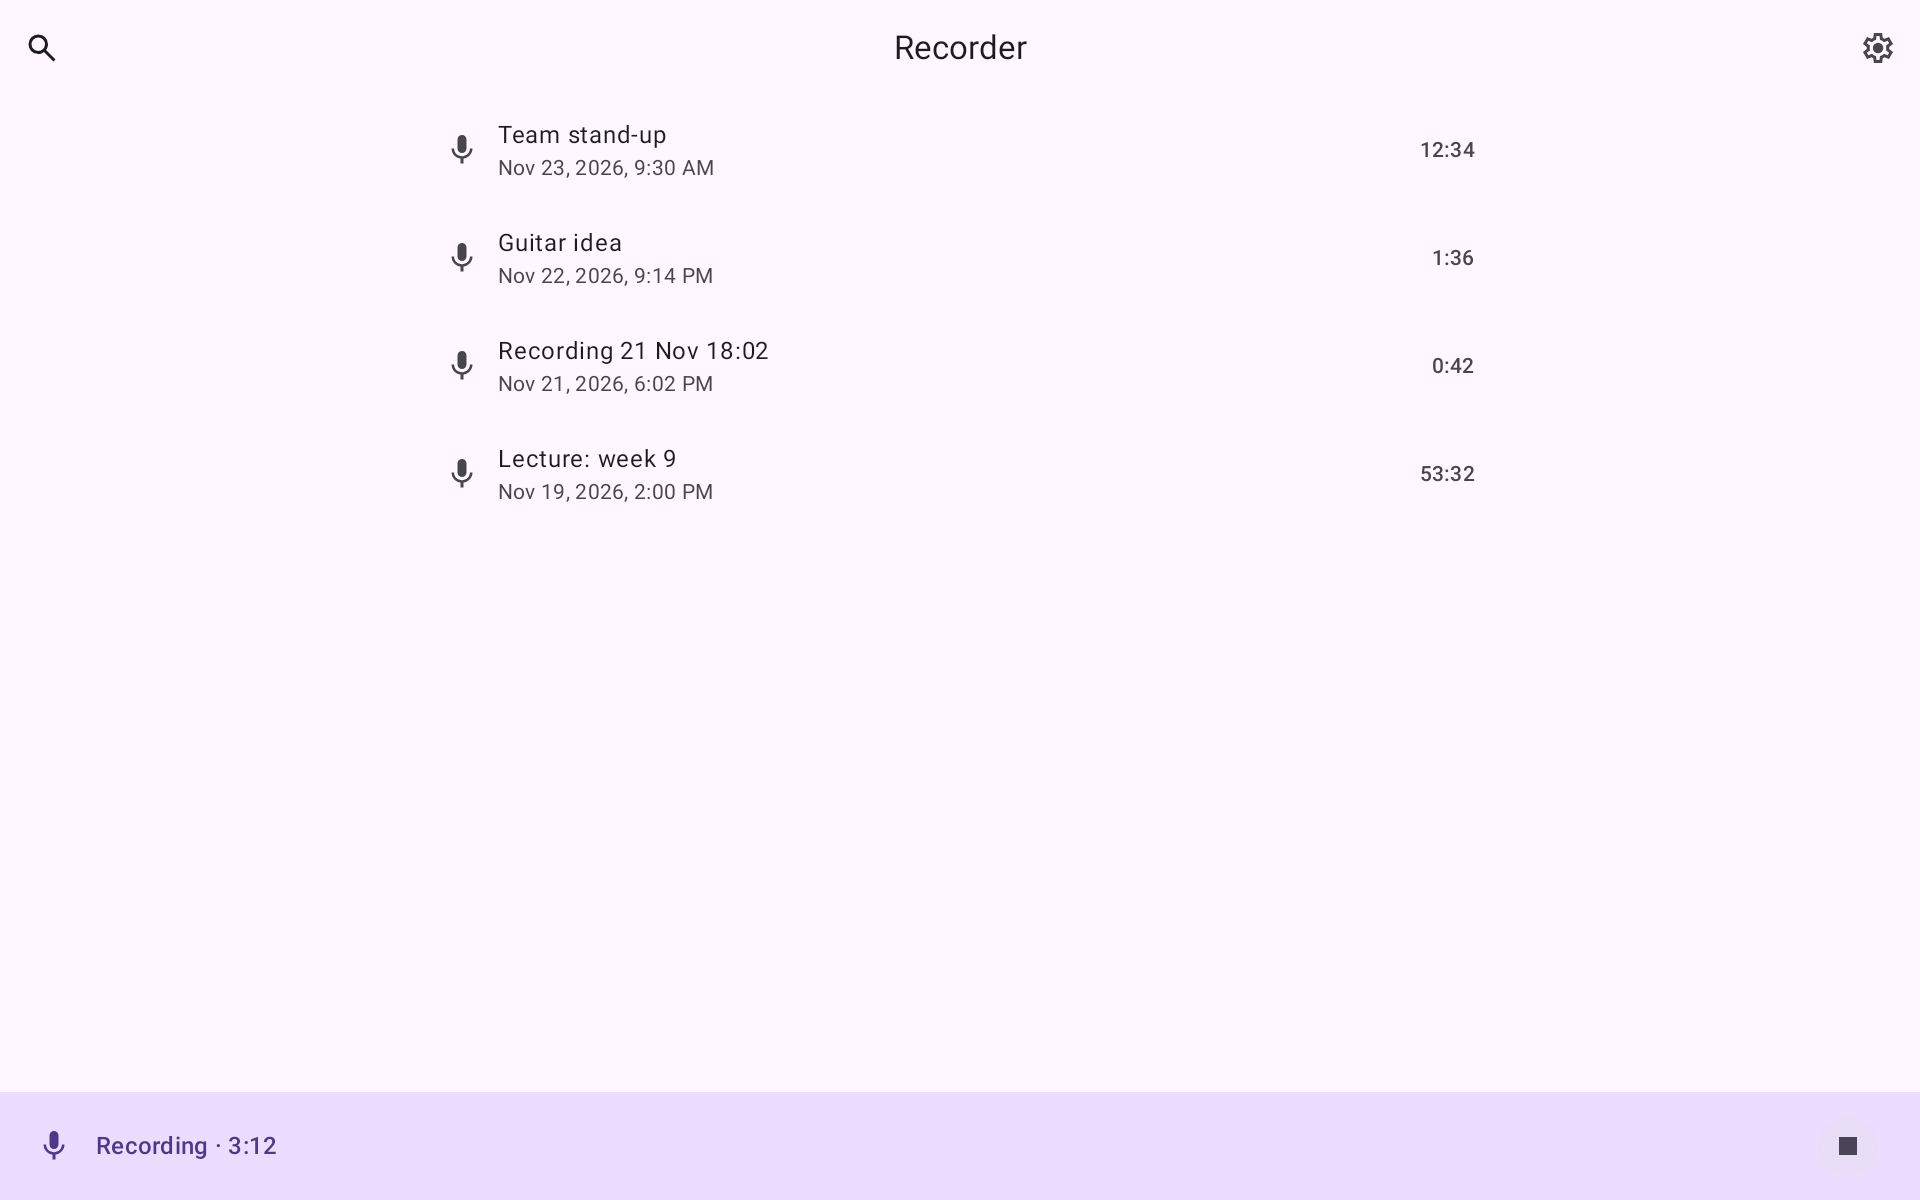 Recorder
Team stand-up
Nov 23, 2026, 9:30 AM
12:34
Guitar idea
Nov 22, 2026, 9:14 PM
1:36
Recording 21 Nov 18:02
Nov 21, 2026, 6:02 PM
0:42
Lecture: week 9
Nov 19, 2026, 2:00 PM
53:32
Recording · 3:12